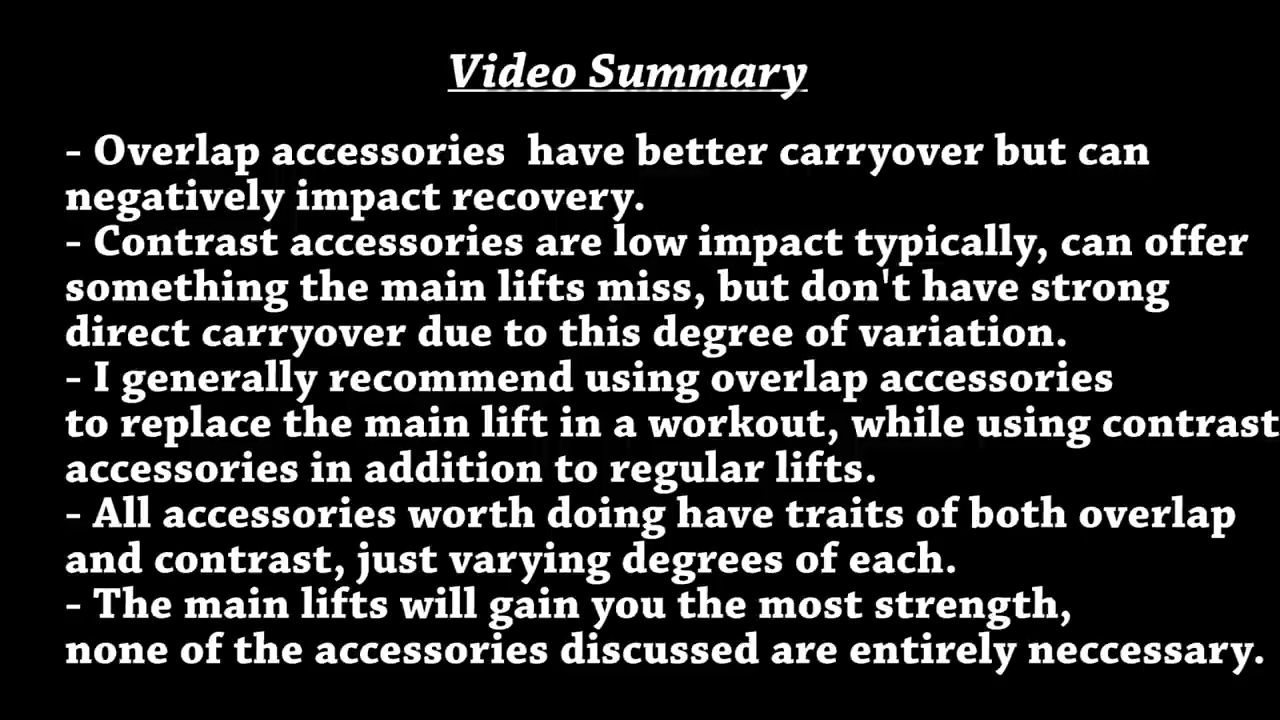 Video Summary
- Overlap accessories  have better carryover but can
negatively impact recovery.
- Contrast accessories are low impact typically, can offer
something the main lifts miss, but don't have strong
direct carryover due to this degree of variation.
- I generally recommend using overlap accessories
to replace the main lift in a workout, while using contrast
accessories in addition to regular lifts.
- All accessories worth doing have traits of both overlap
and contrast, just varying degrees of each.
- The main lifts will gain you the most strength,
none of the accessories discussed are entirely neccessary.